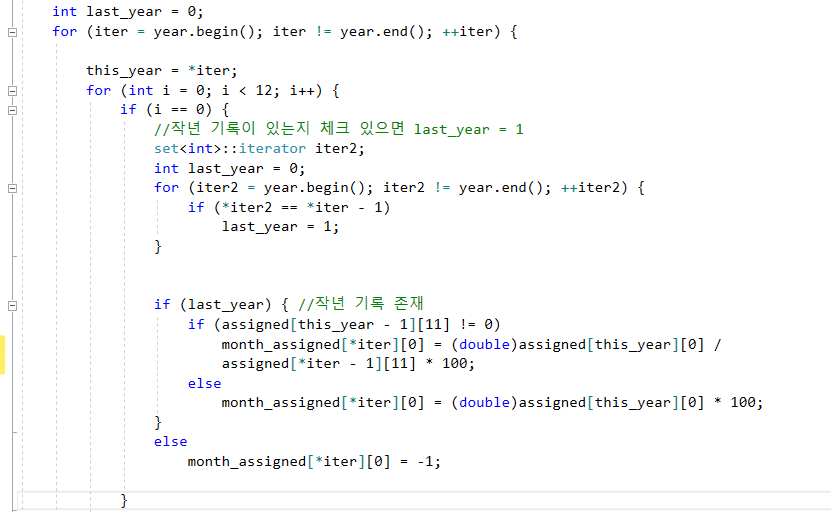 int last_year = 0;
for (iter = year.begin(); iter != year.end(); ++iter) {
this_year = *iter;
for (int i = 0; i < 12; i++) {
if (i == 0) {
//작년 기록이 있는지 체크 있으면 last_year = 1
set<int>::iterator iter2;
int last_year = 0;
for (iter2 = year.begin(); iter2 != year.end(); ++iter2) {
if (*iter2 == *iter - 1)
last_year = 1;
}
if (last_year) { //작년 기록 존재
if (assigned[this_year - 1][11] != 0)
month_assigned[*iter][0] = (double)assigned[this_year][0] /
assigned[*iter - 1][11] * 100;
else
month_assigned[*iter][0] = (double)assigned[this_year][0] * 100;
}
else
month_assigned[*iter][0] = -1;
}